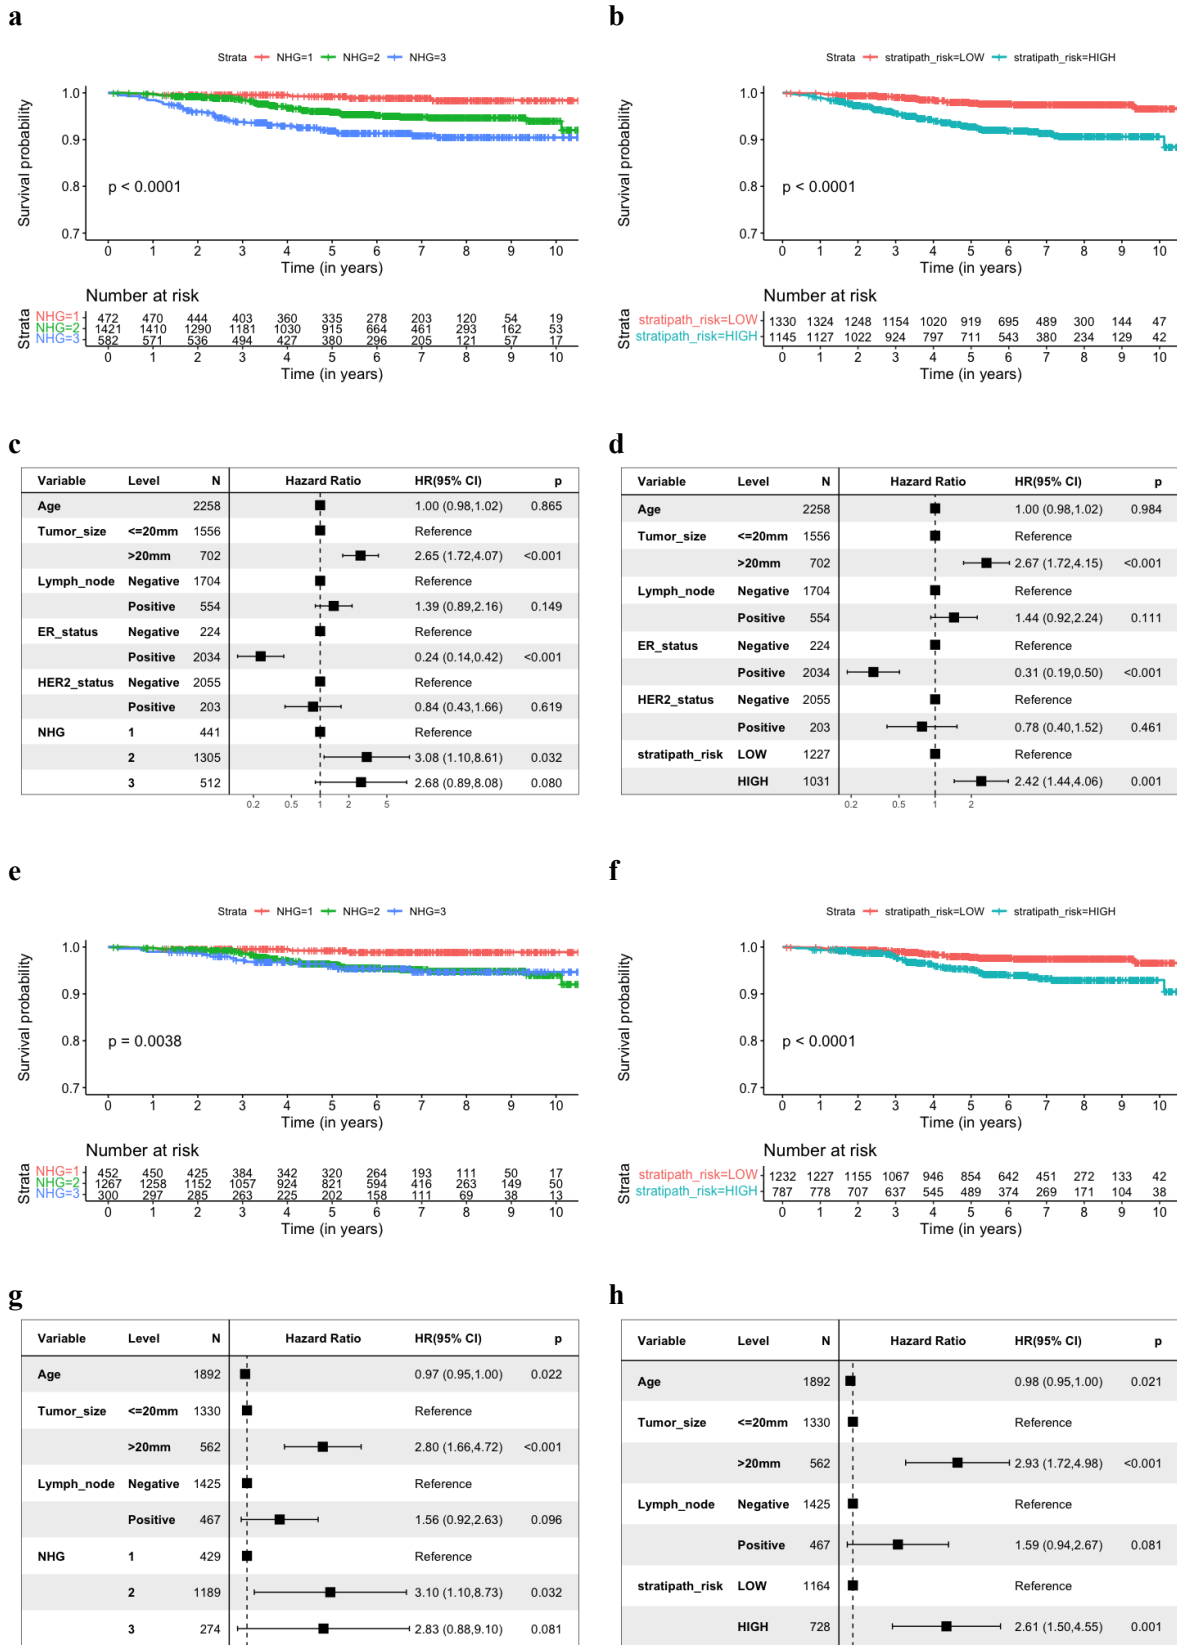 a
Strata NHG=1 NHG=2 NHG=3
1.0
0.9
0.8
0.7
Survival probability
p < 0.0001
0 1 2 3 4 5 6 7 8 9 10
Time (in years)
Number at risk
Strata
NHG=1 472 470 444 403 360 335 278 203 120 54 19
NHG=2 1421 1410 1290 1181 1030 915 664 461 293 162 53
NHG=3 582 571 536 494 427 380 296 205 121 57 17
0 1 2 3 4 5 6 7 8 9 10
Time (in years)
b
Strata stratipath_risk=LOW stratipath_risk=HIGH
1.0
0.9
0.8
0.7
Survival probability
p < 0.0001
0 1 2 3 4 5 6 7 8 9 10
Time (in years)
Number at risk
Strata
stratipath_risk=LOW 1330 1324 1248 1154 1020 919 695 489 300 144 47
stratipath_risk=HIGH 1145 1127 1022 924 797 711 543 380 234 129 42
0 1 2 3 4 5 6 7 8 9 10
Time (in years)
c
Variable Level N Hazard Ratio HR(95% CI) p
Age 2258 1.00 (0.98,1.02) 0.865
Tumor_size <=20mm 1556 Reference
>20mm 702 2.65 (1.72,4.07) <0.001
Lymph_node Negative 1704 Reference
Positive 554 1.39 (0.89,2.16) 0.149
ER_status Negative 224 Reference
Positive 2034 0.24 (0.14,0.42) <0.001
HER2_status Negative 2055 Reference
Positive 203 0.84 (0.43,1.66) 0.619
NHG 1 441 Reference
2 1305 3.08 (1.10,8.61) 0.032
3 512 2.68 (0.89,8.08) 0.080
0.2 0.5 1 2 5
d
Variable Level N Hazard Ratio HR(95% CI) p
Age 2258 1.00 (0.98,1.02) 0.984
Tumor_size <=20mm 1556 Reference
>20mm 702 2.67 (1.72,4.15) <0.001
Lymph_node Negative 1704 Reference
Positive 554 1.44 (0.92,2.24) 0.111
ER_status Negative 224 Reference
Positive 2034 0.31 (0.19,0.50) <0.001
HER2_status Negative 2055 Reference
Positive 203 0.78 (0.40,1.52) 0.461
stratipath_risk LOW 1227 Reference
HIGH 1031 2.42 (1.44,4.06) 0.001
0.2 0.5 1 2
e
Strata NHG=1 NHG=2 NHG=3
1.0
0.9
0.8
0.7
Survival probability
p = 0.0038
0 1 2 3 4 5 6 7 8 9 10
Time (in years)
Number at risk
Strata
NHG=1 452 450 425 384 342 320 264 193 111 50 17
NHG=2 1267 1258 1152 1057 924 821 594 416 263 149 50
NHG=3 300 297 285 263 225 202 158 111 69 38 13
0 1 2 3 4 5 6 7 8 9 10
Time (in years)
f
Strata stratipath_risk=LOW stratipath_risk=HIGH
1.0
0.9
0.8
0.7
Survival probability
p < 0.0001
0 1 2 3 4 5 6 7 8 9 10
Time (in years)
Number at risk
Strata
stratipath_risk=LOW 1232 1227 1155 1067 946 854 642 451 272 133 42
stratipath_risk=HIGH 787 778 707 637 545 489 374 269 171 104 38
0 1 2 3 4 5 6 7 8 9 10
Time (in years)
g
Variable Level N Hazard Ratio HR(95% CI) p
Age 1892 0.97 (0.95,1.00) 0.022
Tumor_size <=20mm 1330 Reference
>20mm 562 2.80 (1.66,4.72) <0.001
Lymph_node Negative 1425 Reference
Positive 467 1.56 (0.92,2.63) 0.096
NHG 1 429 Reference
2 1189 3.10 (1.10,8.73) 0.032
3 274 2.83 (0.88,9.10) 0.081
h
Variable Level N Hazard Ratio HR(95% CI) p
Age 1892 0.98 (0.95,1.00) 0.021
Tumor_size <=20mm 1330 Reference
>20mm 562 2.93 (1.72,4.98) <0.001
Lymph_node Negative 1425 Reference
Positive 467 1.59 (0.94,2.67) 0.081
stratipath_risk LOW 1164 Reference
HIGH 728 2.61 (1.50,4.55) 0.001